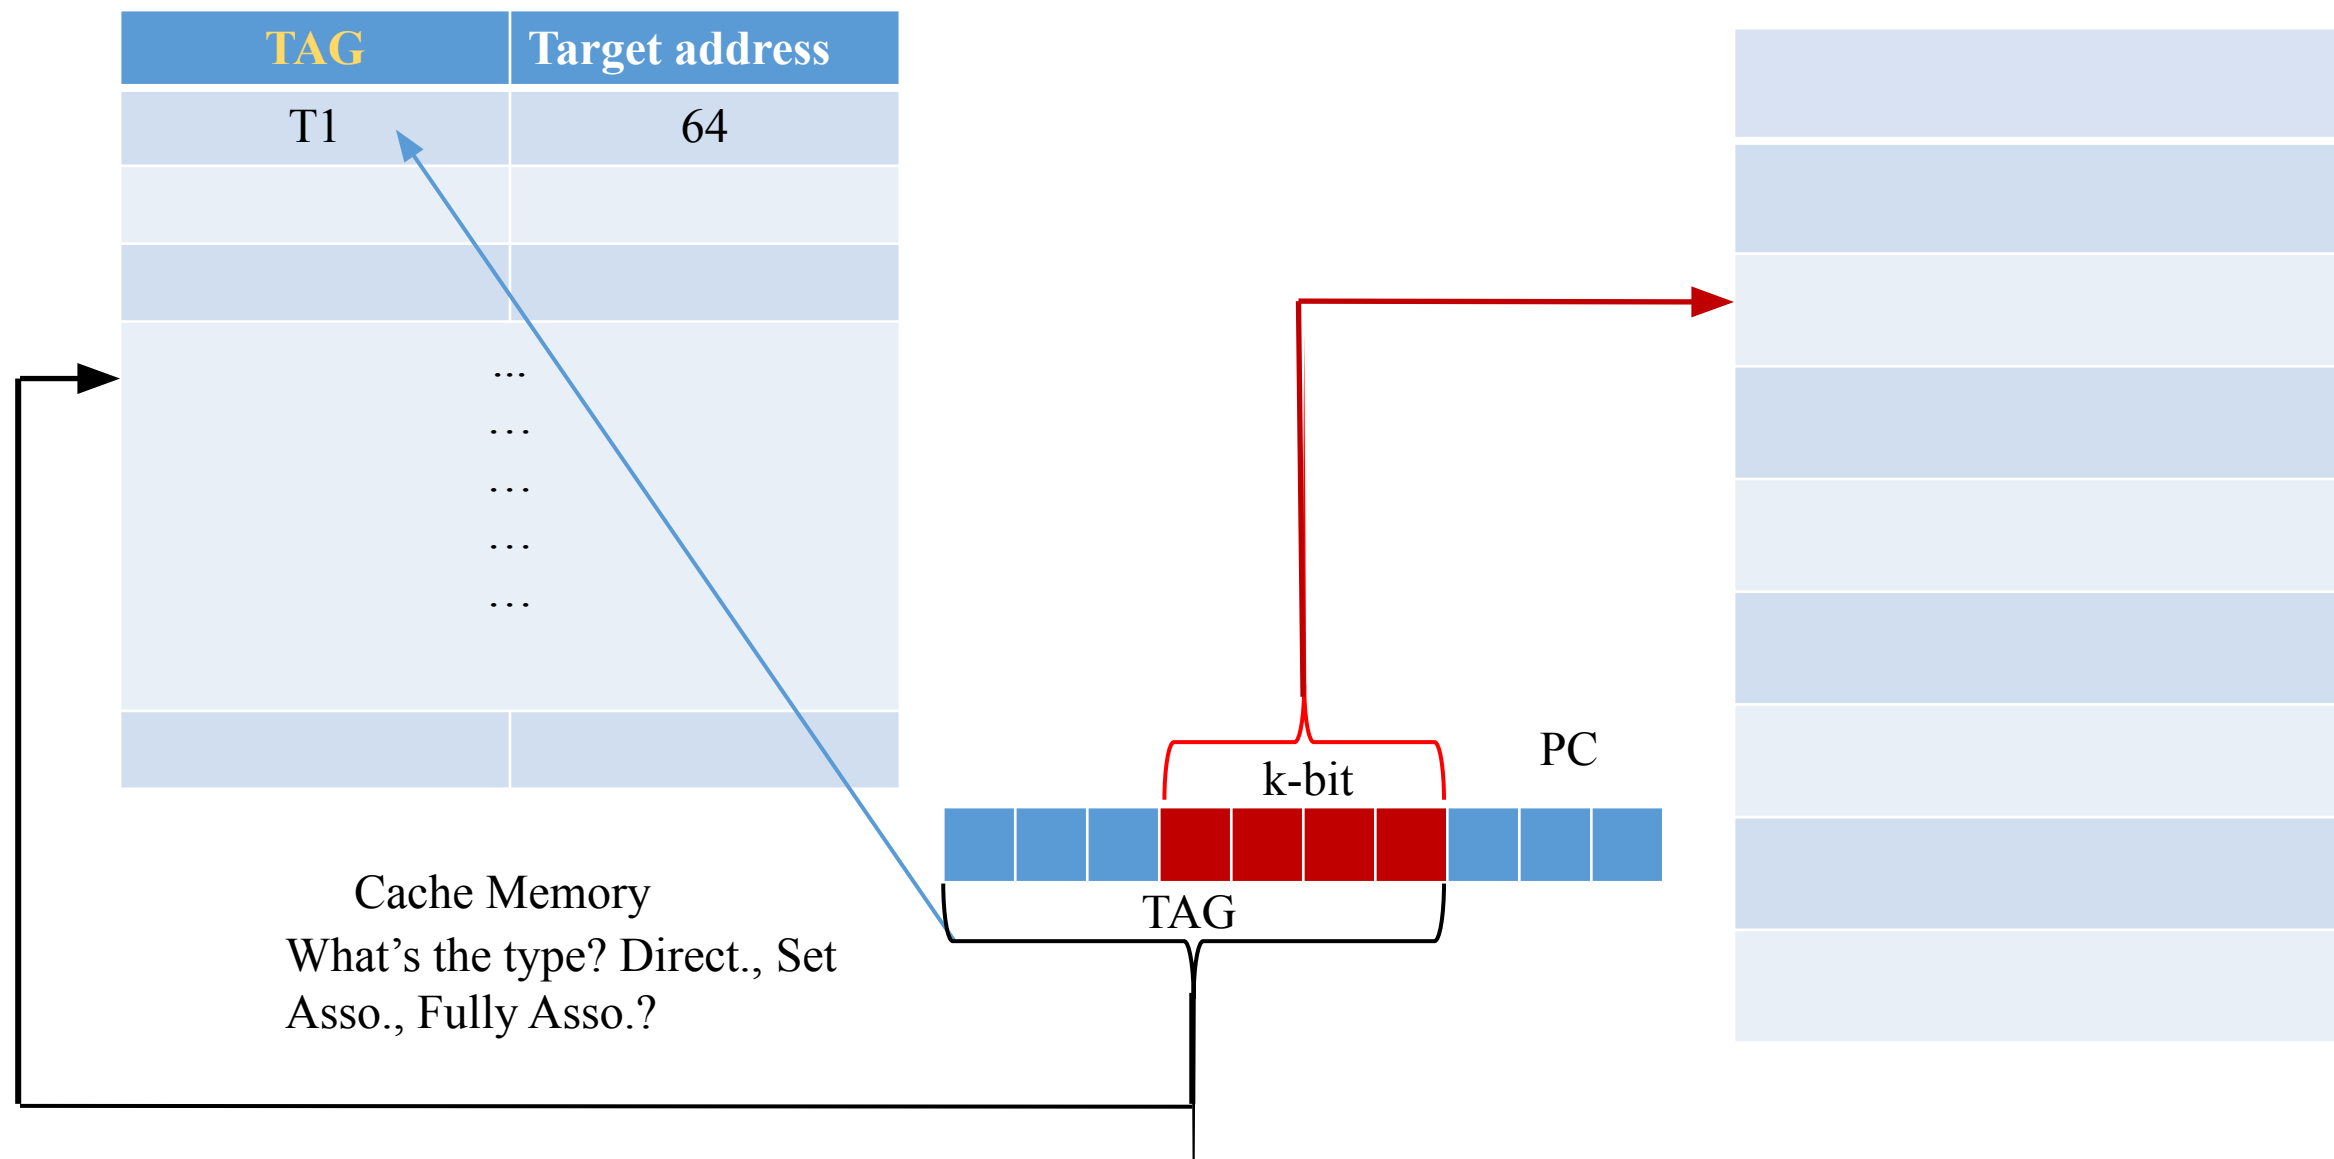 TAG Target address
T1 64
...
...
...
...
...
k-bit
PC
TAG
Cache Memory
What’s the type? Direct., Set
Asso., Fully Asso.?